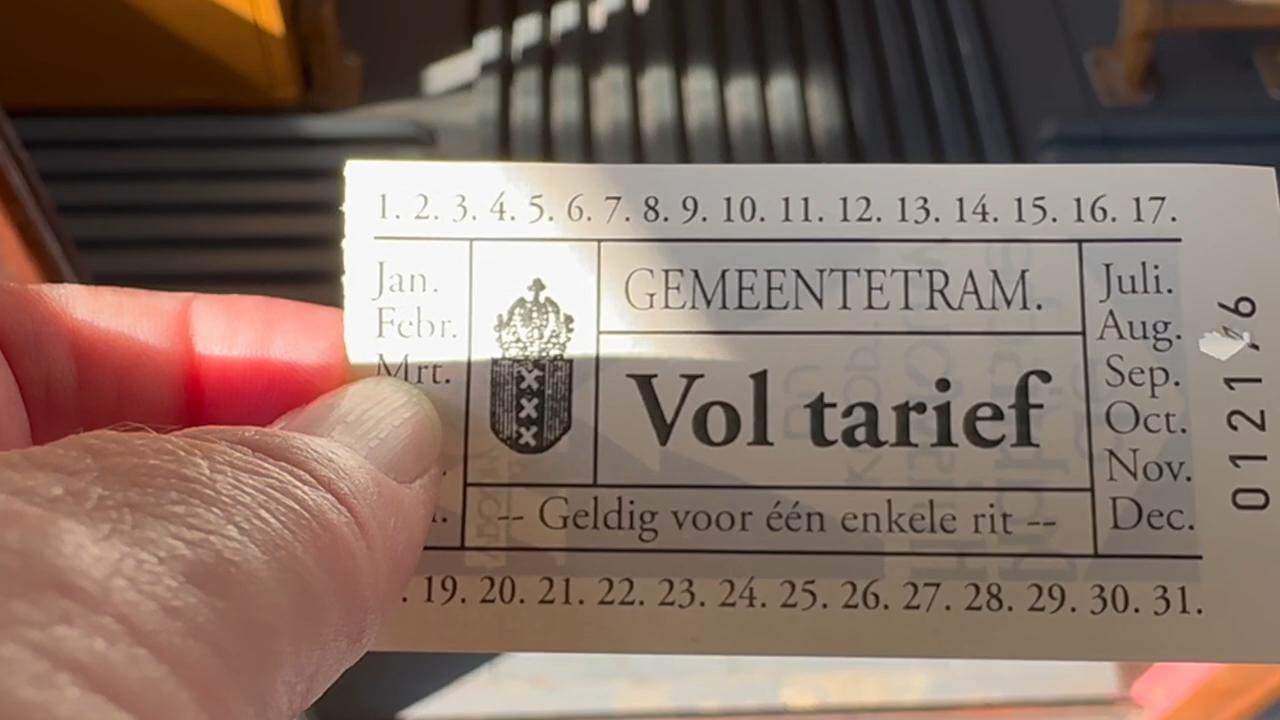 1. 2. 3. 4. 5. 6. 7. 8. 9. 10. 11. 12. 13. 14. 15. 16. 17.
Jan.
Febr.
Mrt.
GEMEENTETRAM.
Vol tarief
-- Geldig voor één enkele rit --
Juli.
Aug.
Sep.
Oct.
Nov.
Dec.
19. 20. 21. 22. 23. 24. 25. 26. 27. 28. 29. 30. 31.